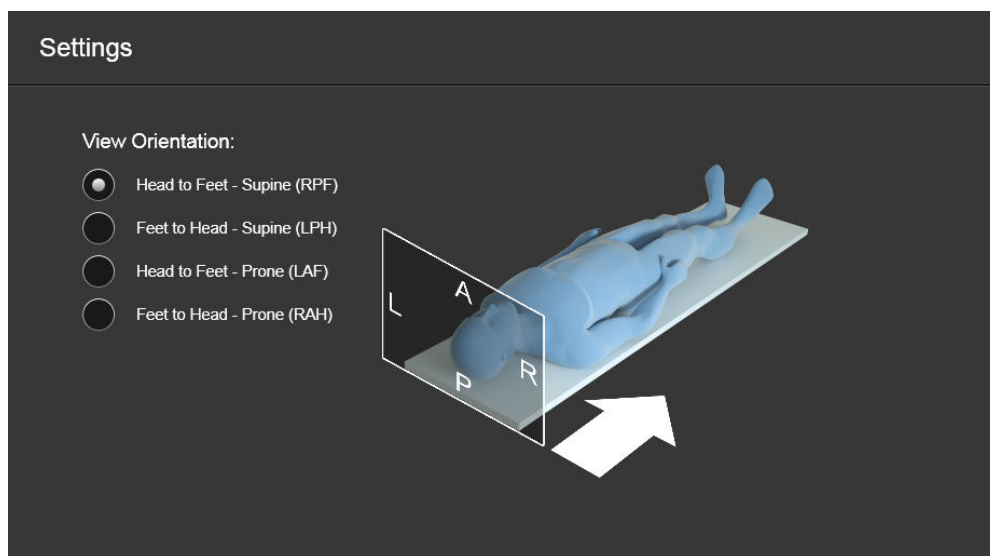 Settings
View Orientation:
Head to Feet - Supine (RPF)
Feet to Head - Supine (LPH)
Head to Feet - Prone (LAF)
Feet to Head - Prone (RAH)
A
L
R
P